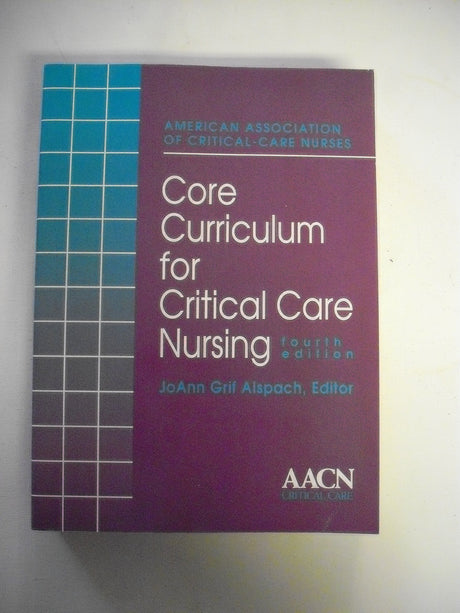 AMERICAN ASSOCIATION
OF CRITICAL-CARE NURSES
Core
Curriculum
for
Critical Care
Nursing fourth
edition
JoAnn Grif Alspach, Editor
AACN
CRITICAL CARE